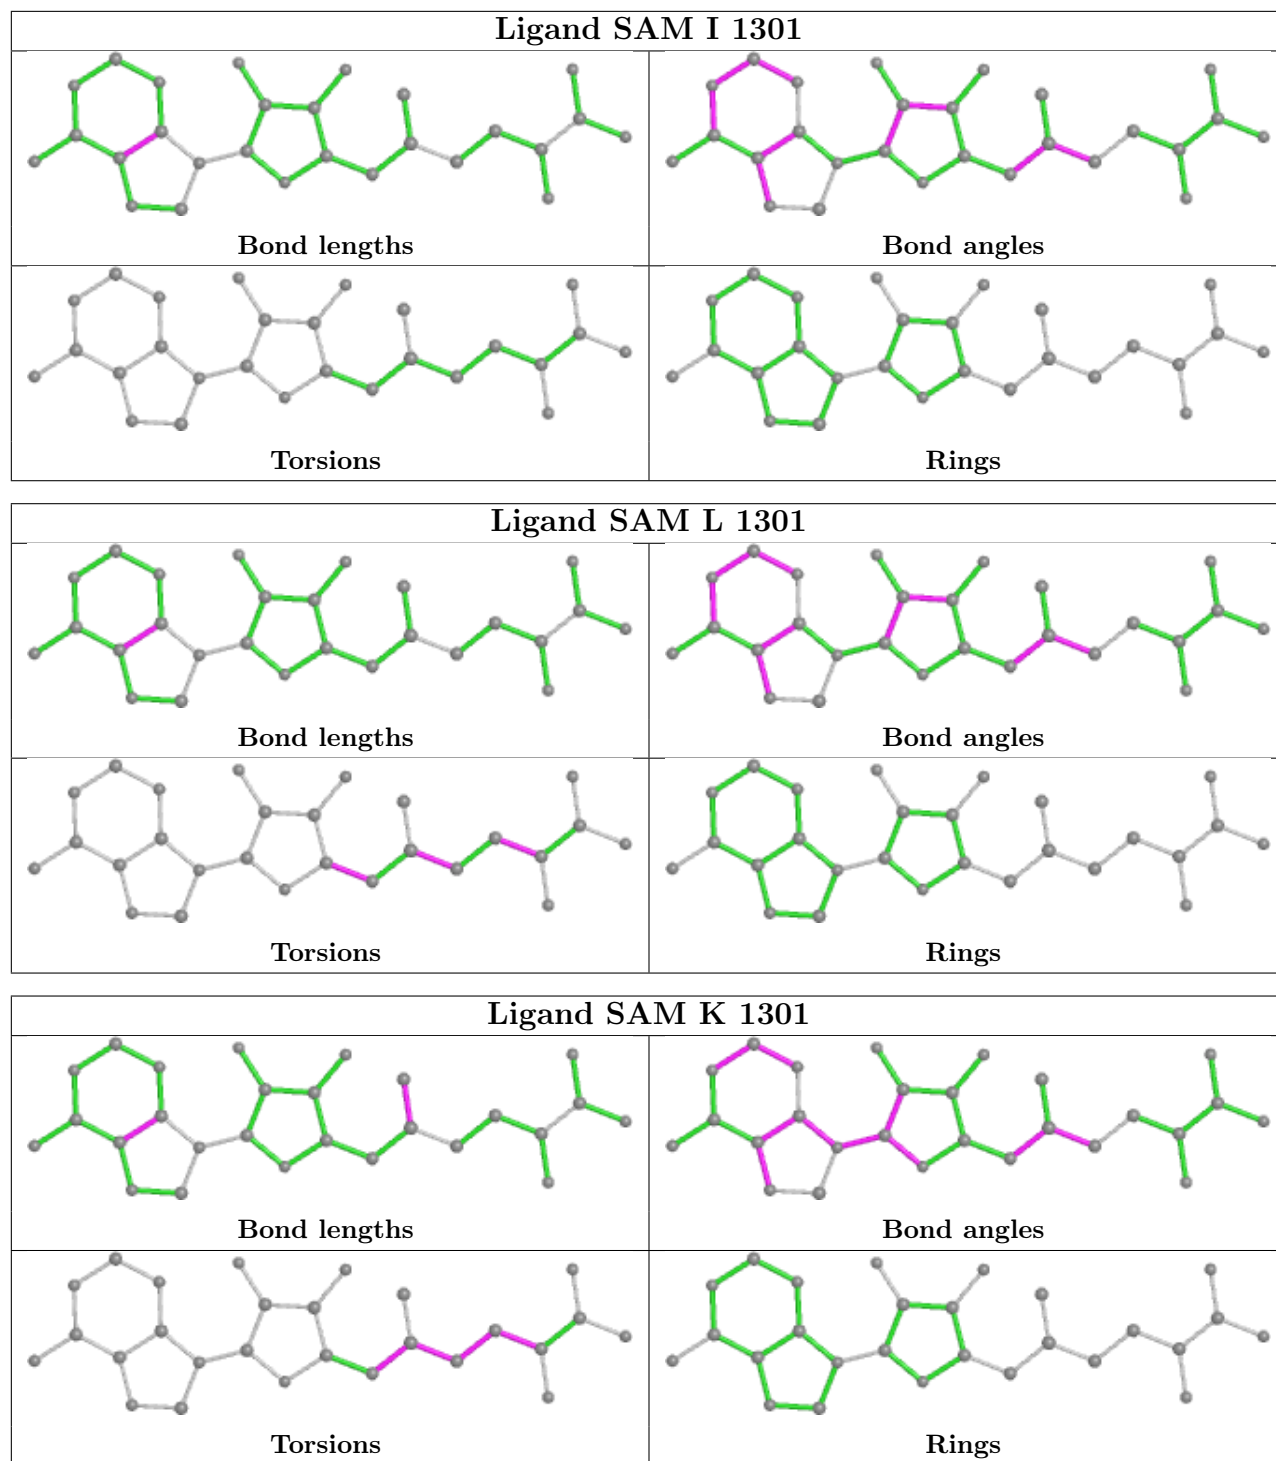 Ligand SAM I 1301
Bond lengths
Bond angles
Torsions
Rings
Ligand SAM L 1301
Bond lengths
Bond angles
Torsions
Rings
Ligand SAM K 1301
Bond lengths
Bond angles
Torsions
Rings